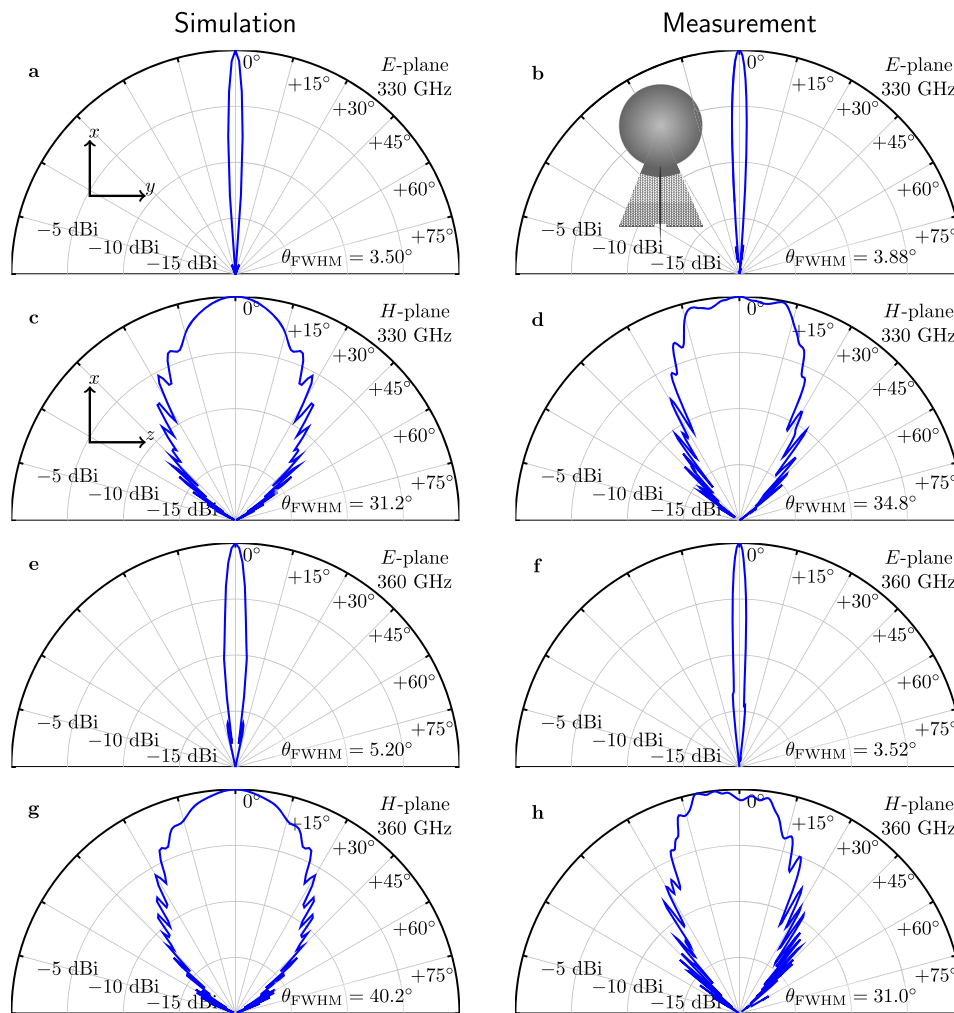 Simulation
Measurement
a
E-plane
330 GHz
0°
+15°
+30°
+45°
+60°
+75°
x
y
−5 dBi
−10 dBi
−15 dBi
θFWHM = 3.50°
b
E-plane
330 GHz
0°
+15°
+30°
+45°
+60°
+75°
−5 dBi
−10 dBi
−15 dBi
θFWHM = 3.88°
c
H-plane
330 GHz
0°
+15°
+30°
+45°
+60°
+75°
x
z
−5 dBi
−10 dBi
−15 dBi
θFWHM = 31.2°
d
H-plane
330 GHz
0°
+15°
+30°
+45°
+60°
+75°
−5 dBi
−10 dBi
−15 dBi
θFWHM = 34.8°
e
E-plane
360 GHz
0°
+15°
+30°
+45°
+60°
+75°
−5 dBi
−10 dBi
−15 dBi
θFWHM = 5.20°
f
E-plane
360 GHz
0°
+15°
+30°
+45°
+60°
+75°
−5 dBi
−10 dBi
−15 dBi
θFWHM = 3.52°
g
H-plane
360 GHz
0°
+15°
+30°
+45°
+60°
+75°
−5 dBi
−10 dBi
−15 dBi
θFWHM = 40.2°
h
H-plane
360 GHz
0°
+15°
+30°
+45°
+60°
+75°
−5 dBi
−10 dBi
−15 dBi
θFWHM = 31.0°